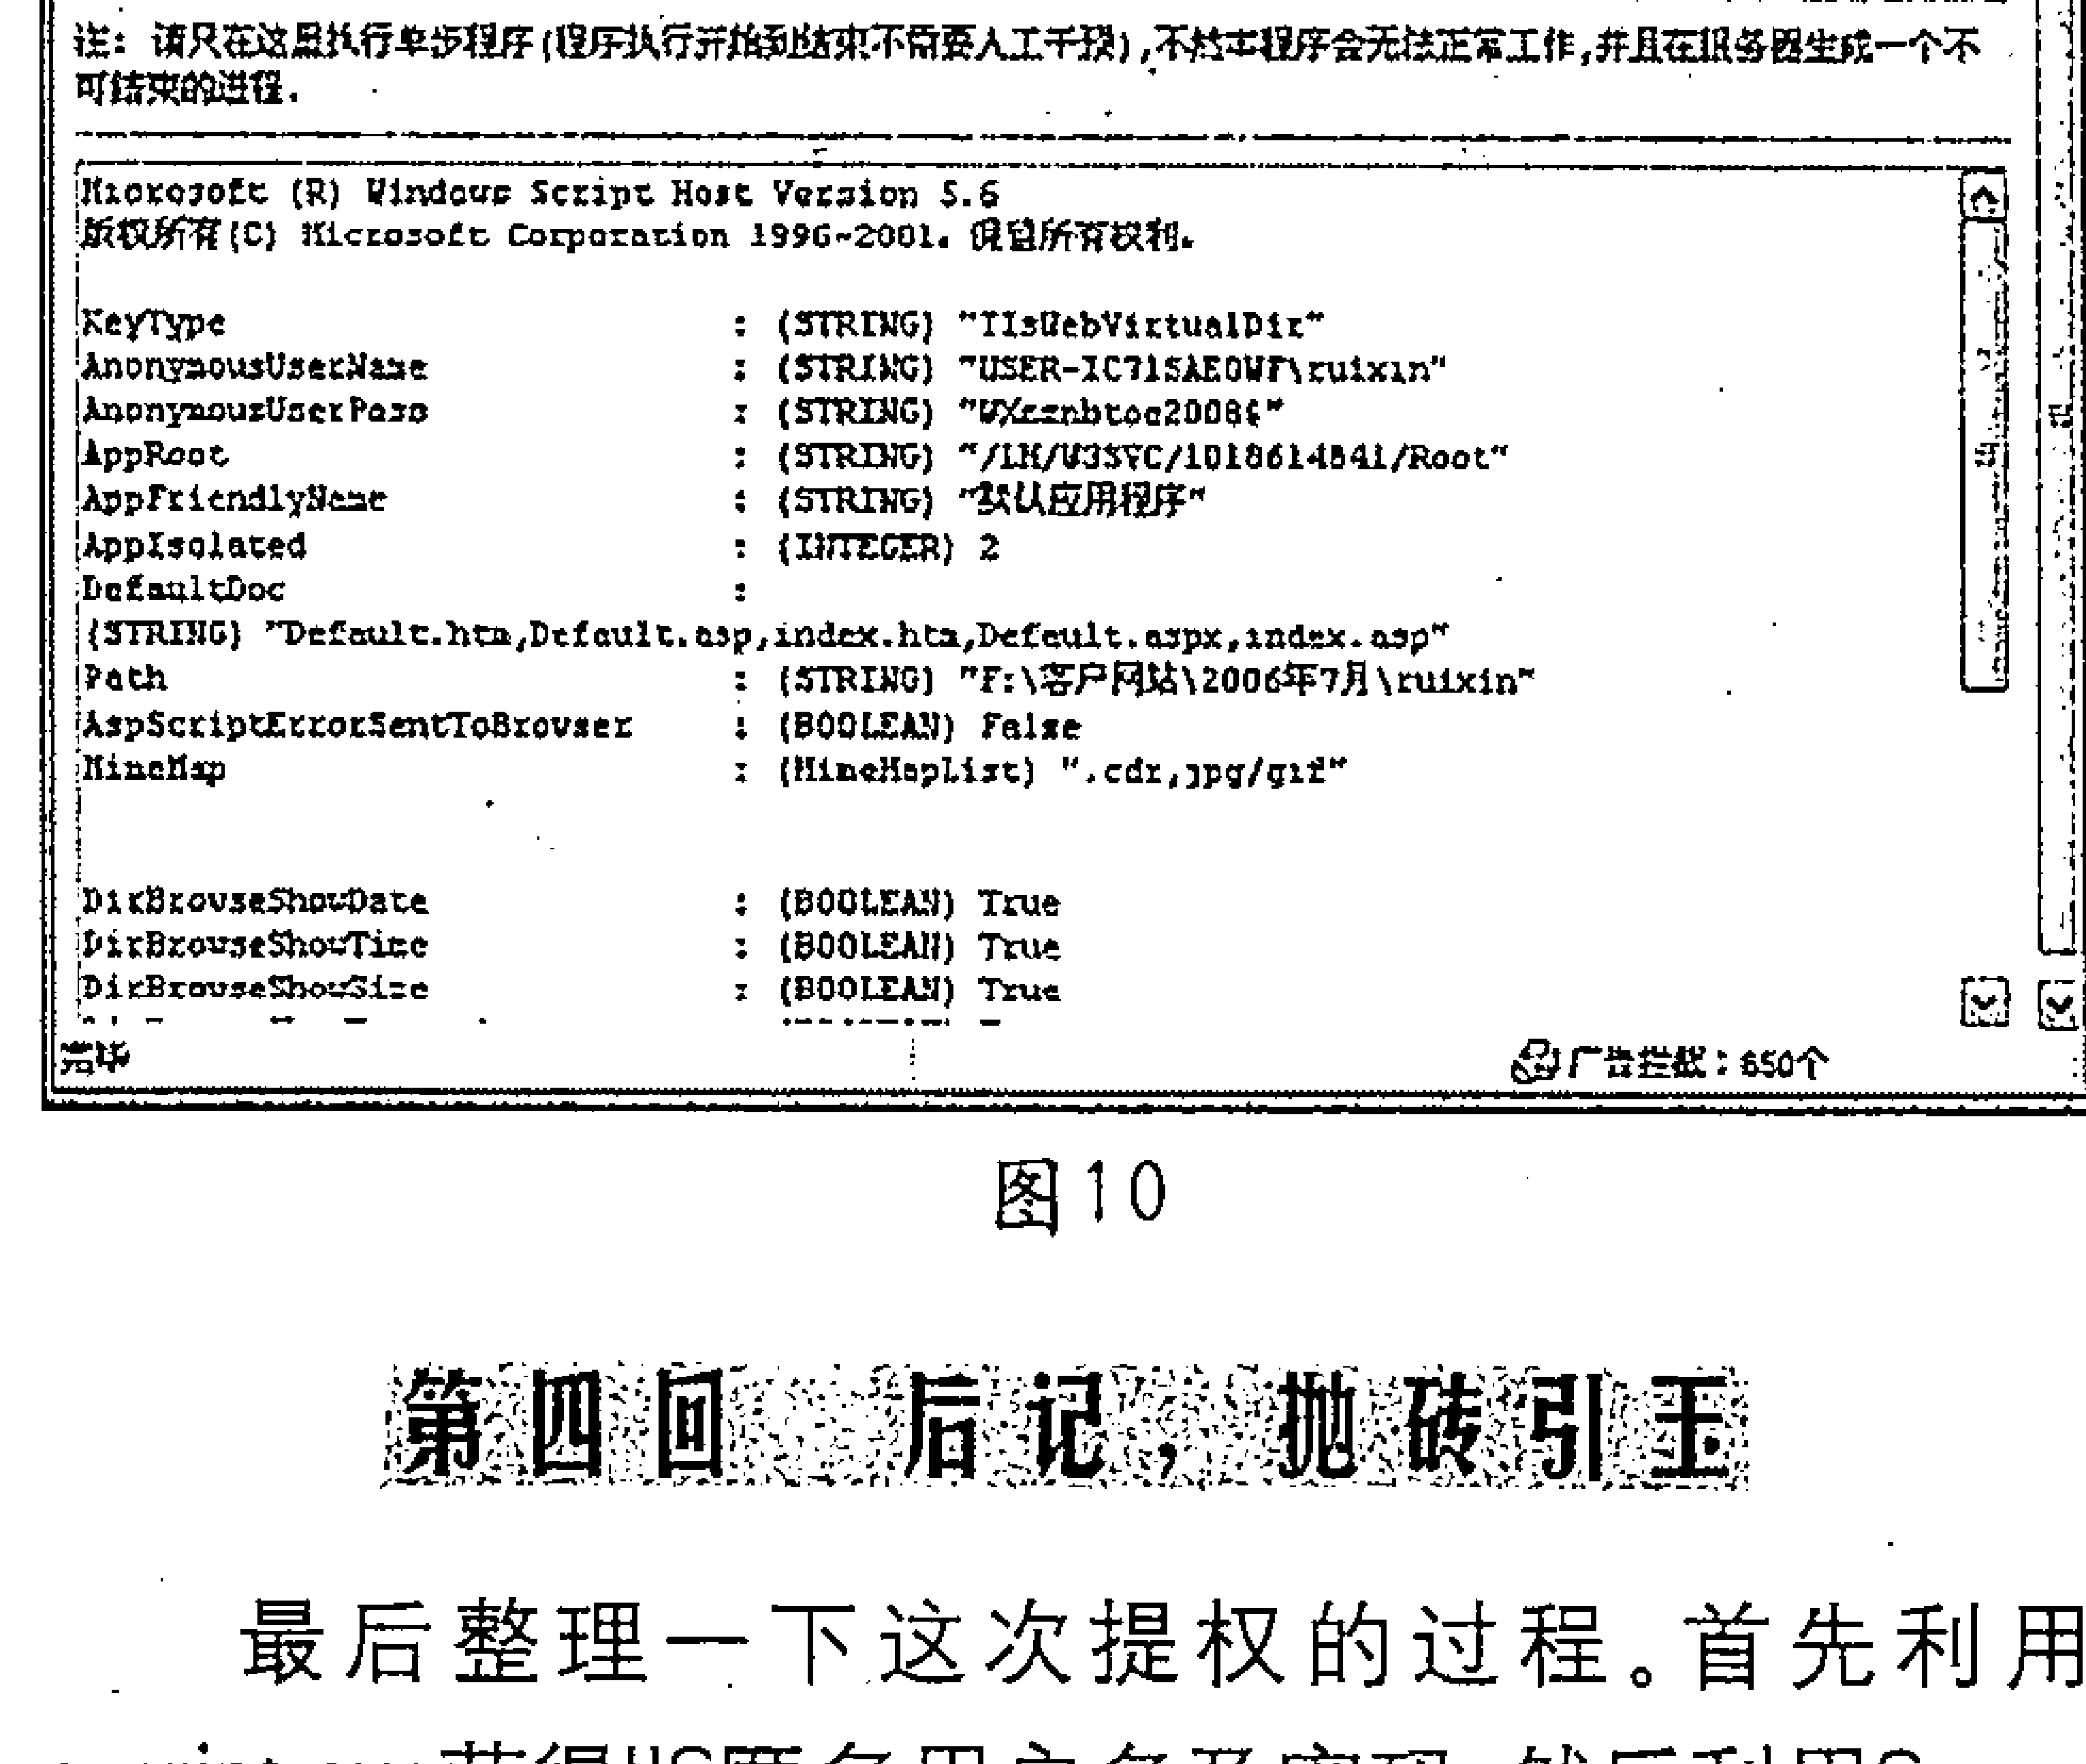 注: 请只在这里执行单步程序(程序执行开始到结束不需要人工干预),不然本程序会无法正常工作,并且在服务器生成一个不
可结束的进程.
Microsoft (R) Windows Script Host Version 5.6
版权所有(C) Microsoft Corporation 1996-2001。保留所有权利。
KeyType : (STRING) "IIsWebVirtualDir"
AnonymousUserName : (STRING) "USER-IC71SAE0WF\ruixin"
AnonymousUserPass : (STRING)
AppRoot : (STRING) "/LM/W3SVC/1018614841/Root"
AppFriendlyName : (STRING) "默认应用程序"
AppIsolated : (INTEGER) 2
DefaultDoc :
(STRING) "Default.htm,Default.asp,index.htm,Default.aspx,index.asp"
Path : (STRING) "F:\客户网站\2006年7月\ruixin"
AspScriptErrorSentToBrowser : (BOOLEAN) False
MimeMap : (MimeMapList) ".cdr,jpg/gif"
DirBrowseShowDate : (BOOLEAN) True
DirBrowseShowTime : (BOOLEAN) True
DirBrowseShowSize : (BOOLEAN) True
完毕 广告拦截：650个
图10
第四回 后记，抛砖引玉
最后整理一下这次提权的过程。首先利用